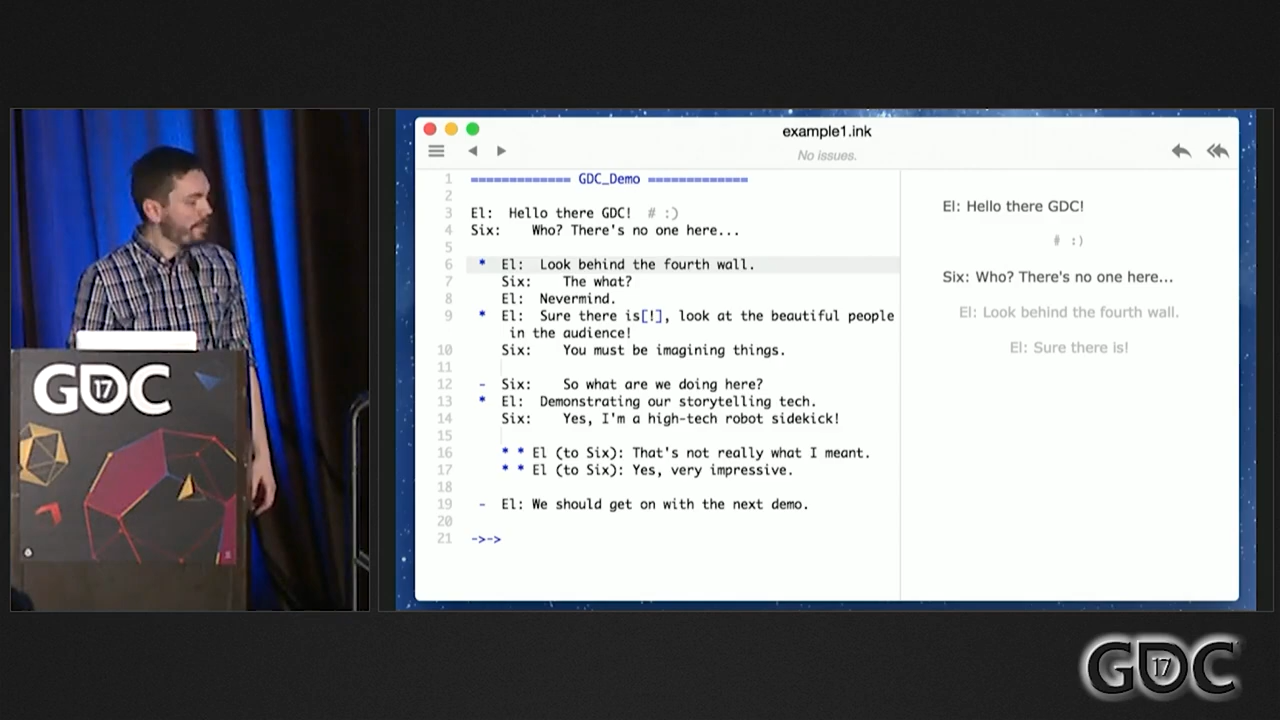 GDC
17
example1.ink
No issues.
1 ============= GDC_Demo =============
2
3 El: Hello there GDC! # :)
4 Six: Who? There's no one here...
5
6 * El: Look behind the fourth wall.
7 Six: The what?
8 El: Nevermind.
9 * El: Sure there is[!], look at the beautiful people
in the audience!
10 Six: You must be imagining things.
11
12 - Six: So what are we doing here?
13 * El: Demonstrating our storytelling tech.
14 Six: Yes, I'm a high-tech robot sidekick!
15
16 * * El (to Six): That's not really what I meant.
17 * * El (to Six): Yes, very impressive.
18
19 - El: We should get on with the next demo.
20
21 ->->
El: Hello there GDC!
# :)
Six: Who? There's no one here...
El: Look behind the fourth wall.
El: Sure there is!
GDC
17